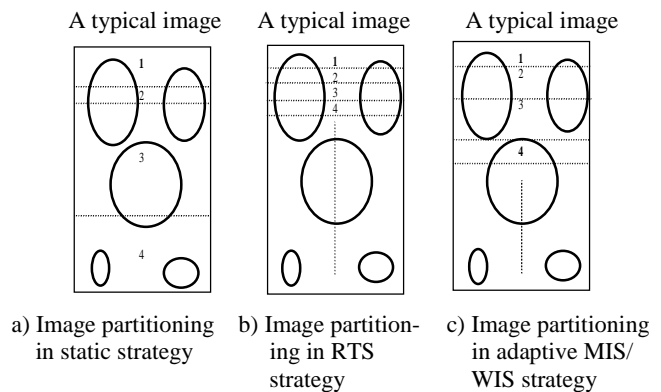 A typical image A typical image A typical image
1
2
3
4
1
2
3
4
1
2
3
4
a) Image partitioning
in static strategy
b) Image partition-
ing in RTS
strategy
c) Image partitioning
in adaptive MIS/
WIS strategy